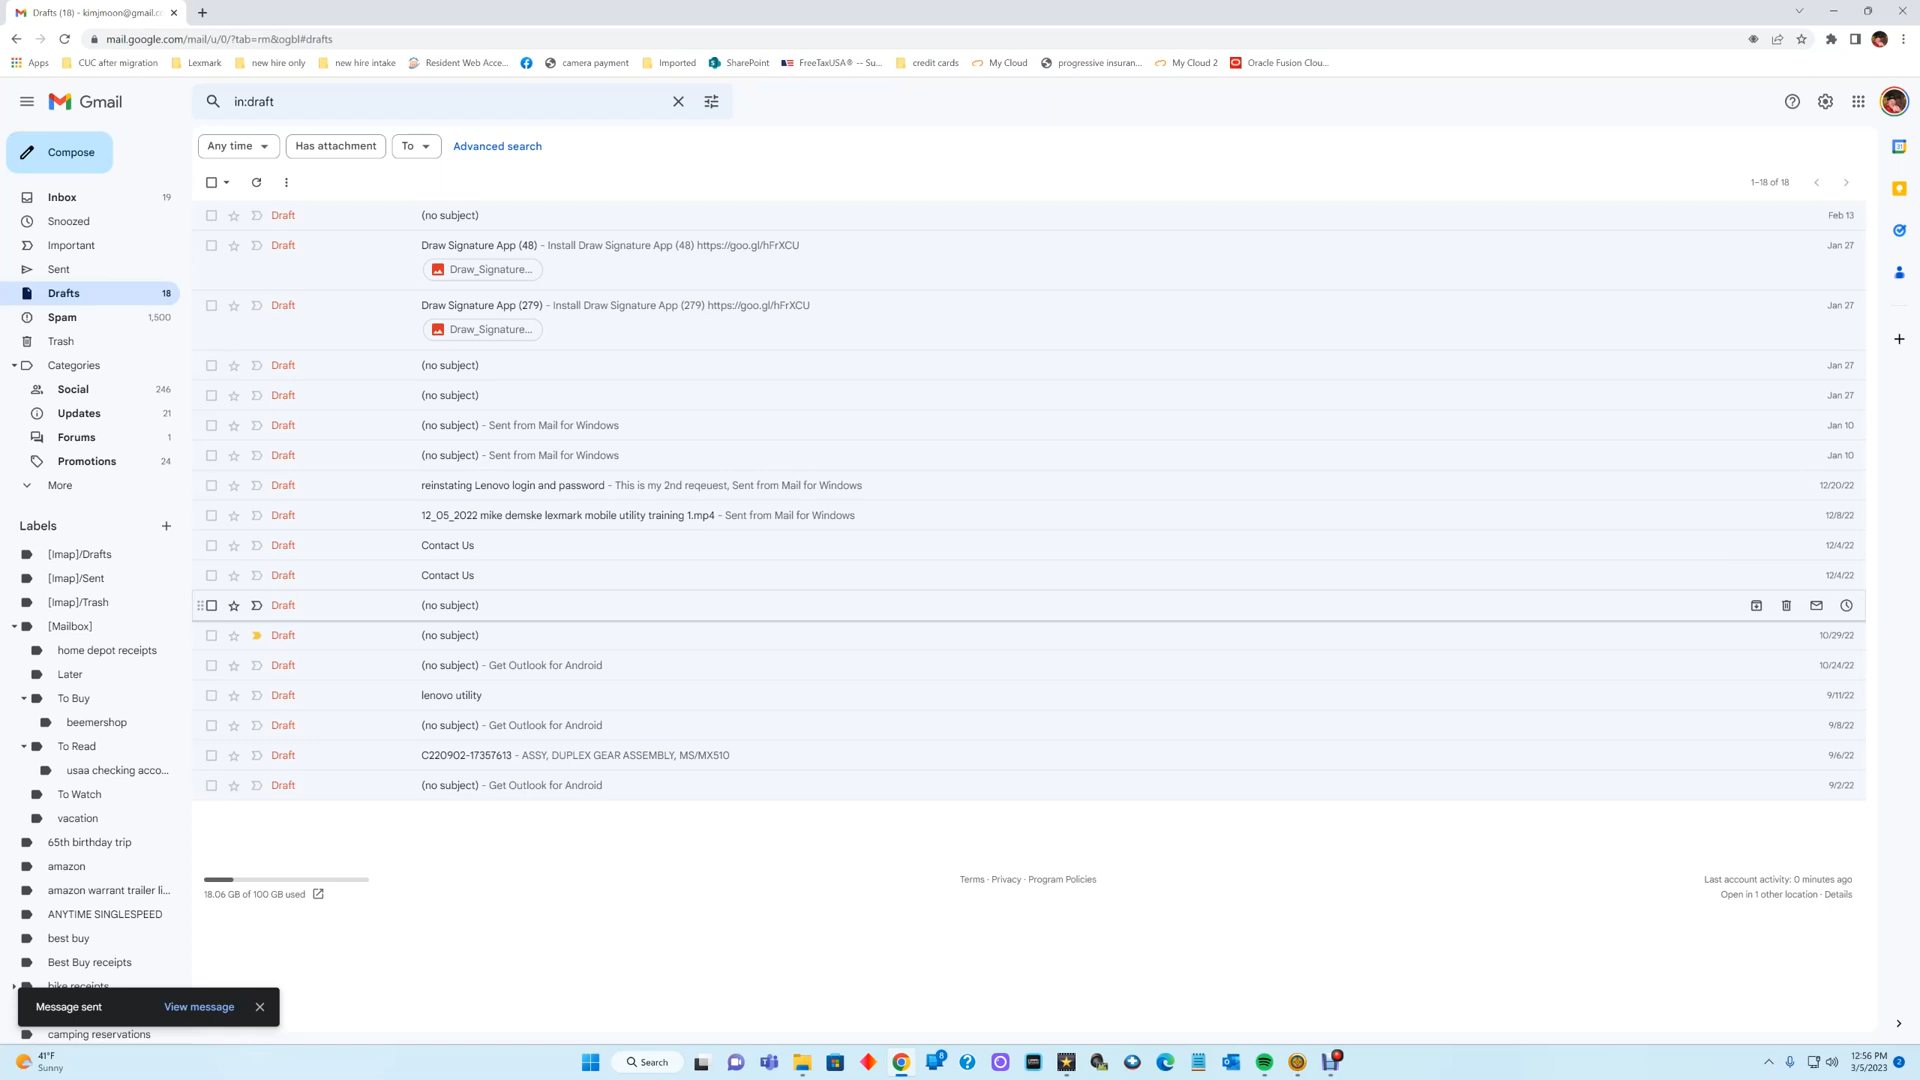 Drafts (18) - kimjmoon@gmail.co
mail.google.com/mail/u/0/?tab=rm&ogbl#drafts
Apps
CUC after migration
Lexmark
new hire only
new hire intake
Resident Web Acce...
camera payment
Imported
SharePoint
FreeTaxUSA® -- Su...
credit cards
My Cloud
progressive insuran...
My Cloud 2
Oracle Fusion Clou...
Gmail
in:draft
Compose
Any time
Has attachment
To
Advanced search
1–18 of 18
Inbox 19
Snoozed
Important
Sent
Drafts 18
Spam 1,500
Trash
Categories
Social 246
Updates 21
Forums 1
Promotions 24
More
Labels
[Imap]/Drafts
[Imap]/Sent
[Imap]/Trash
[Mailbox]
home depot receipts
Later
To Buy
beemershop
To Read
usaa checking acco...
To Watch
vacation
65th birthday trip
amazon
amazon warrant trailer li...
ANYTIME SINGLESPEED
best buy
Best Buy receipts
bike receipts
camping reservations
Draft (no subject) Feb 13
Draft Draw Signature App (48) - Install Draw Signature App (48) https://goo.gl/hFrXCU Jan 27
Draw_Signature...
Draft Draw Signature App (279) - Install Draw Signature App (279) https://goo.gl/hFrXCU Jan 27
Draw_Signature...
Draft (no subject) Jan 27
Draft (no subject) Jan 27
Draft (no subject) - Sent from Mail for Windows Jan 10
Draft (no subject) - Sent from Mail for Windows Jan 10
Draft reinstating Lenovo login and password - This is my 2nd reqeuest, Sent from Mail for Windows 12/20/22
Draft 12_05_2022 mike demske lexmark mobile utility training 1.mp4 - Sent from Mail for Windows 12/8/22
Draft Contact Us 12/4/22
Draft Contact Us 12/4/22
Draft (no subject)
Draft (no subject) 10/29/22
Draft (no subject) - Get Outlook for Android 10/24/22
Draft lenovo utility 9/11/22
Draft (no subject) - Get Outlook for Android 9/8/22
Draft C220902-17357613 - ASSY, DUPLEX GEAR ASSEMBLY, MS/MX510 9/6/22
Draft (no subject) - Get Outlook for Android 9/2/22
18.06 GB of 100 GB used
Terms · Privacy · Program Policies
Last account activity: 0 minutes ago
Open in 1 other location · Details
Message sent View message
41°F
Sunny
Search
8
12:56 PM
3/5/2023
2